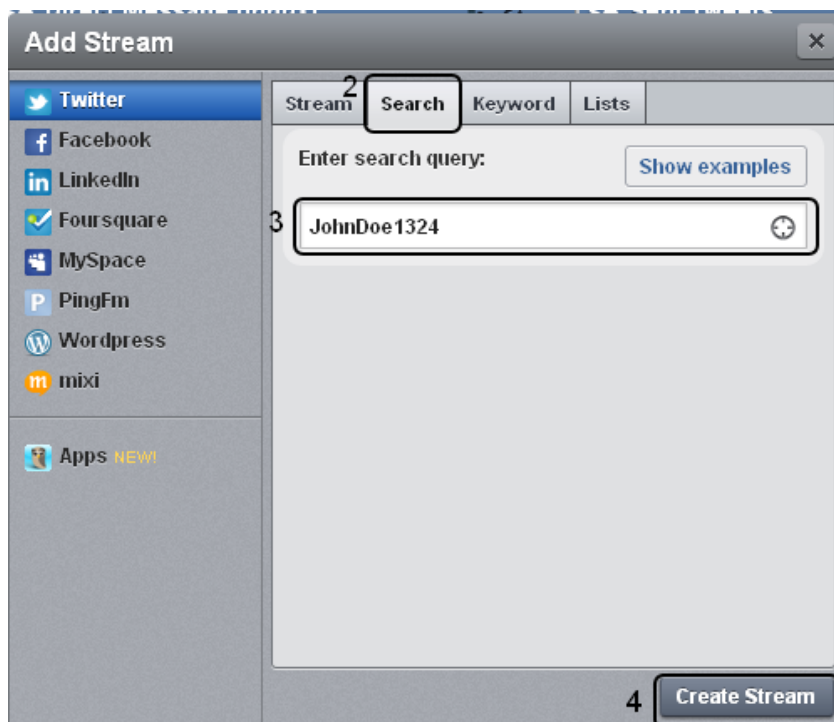 Add Stream
Twitter
Facebook
LinkedIn
Foursquare
MySpace
PingFm
Wordpress
mixi
Apps NEW!
2
Stream Search Keyword Lists
Enter search query: Show examples
3 JohnDoe1324
4 Create Stream